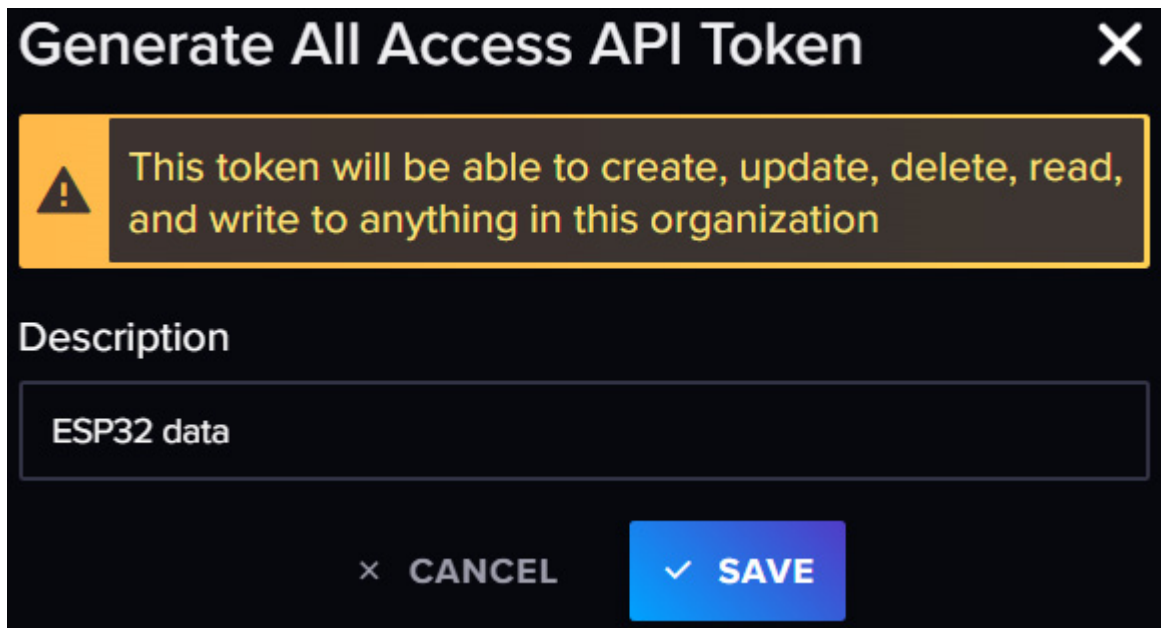 Generate All Access API Token
This token will be able to create, update, delete, read,
and write to anything in this organization
Description
ESP32 data
CANCEL
SAVE